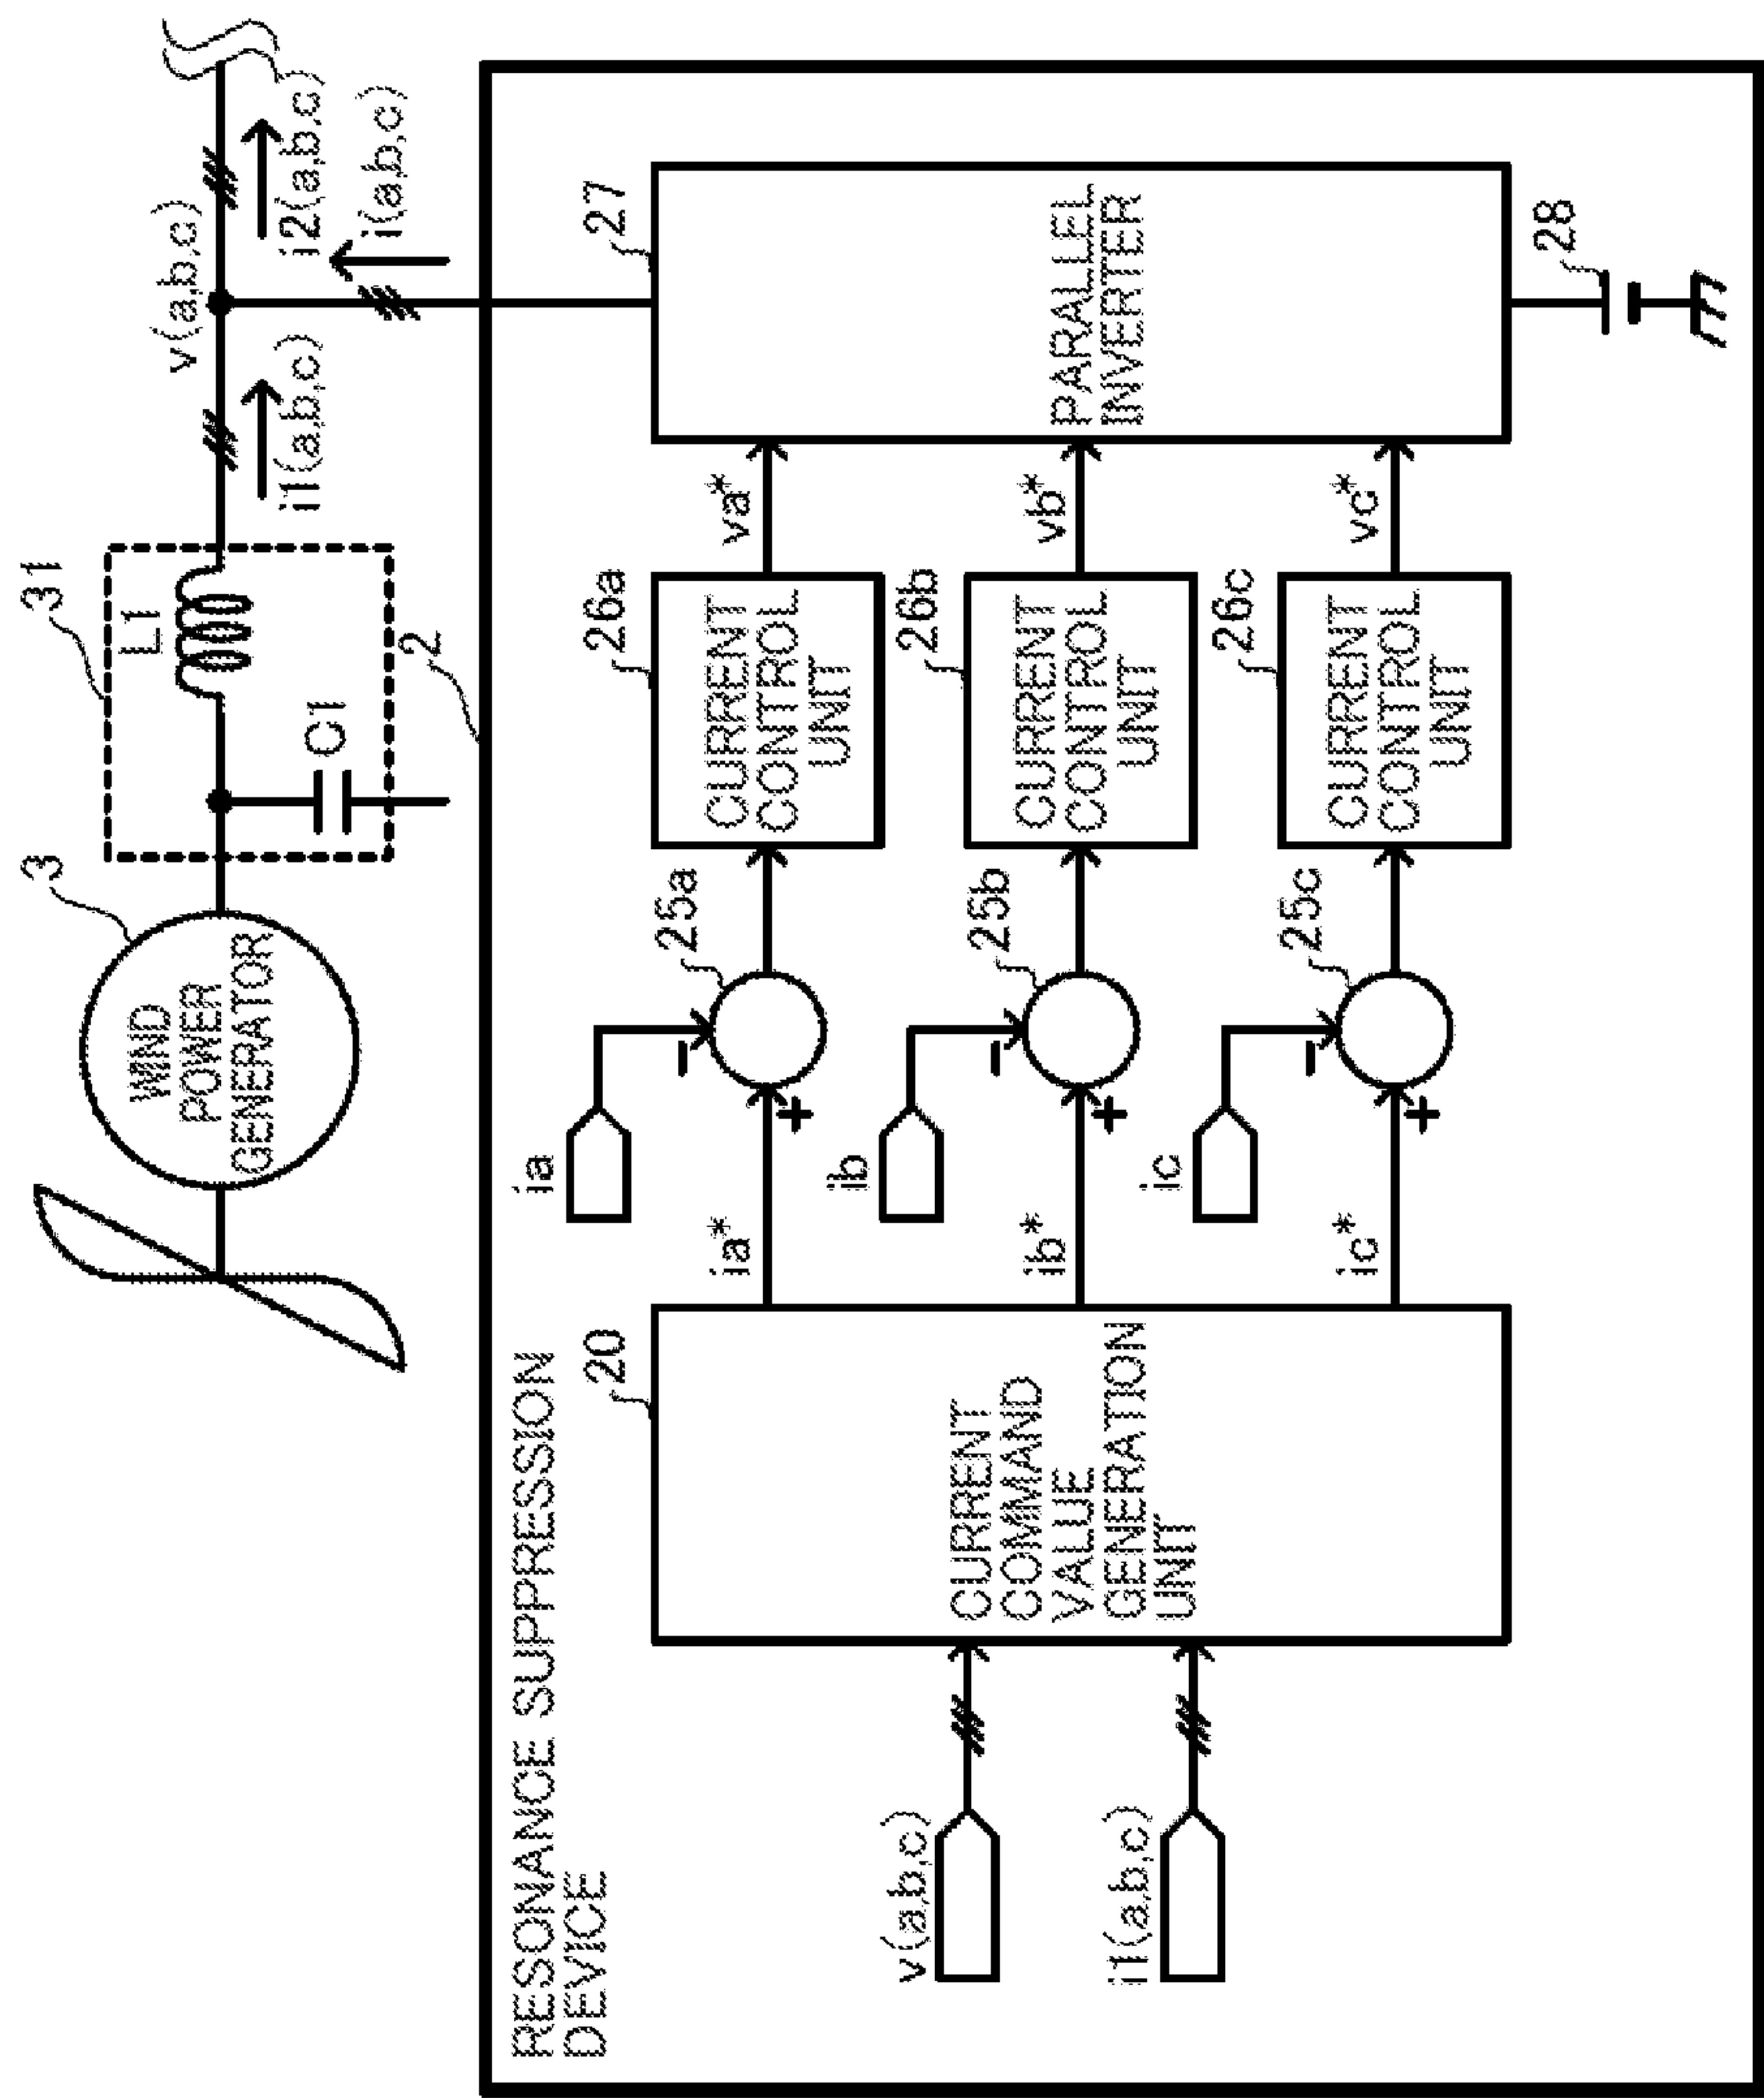 3
31
WIND
POWER
GENERATOR
L1
C1
v(a,b,c)
i1(a,b,c)
i2(a,b,c)
i(a,b,c)
2
RESONANCE SUPPRESSION
DEVICE
v(a,b,c)
i1(a,b,c)
20
CURRENT
COMMAND
VALUE
GENERATION
UNIT
ia*
ib*
ic*
ia
ib
ic
+
-
+
-
+
-
25a
25b
25c
26a
CURRENT
CONTROL
UNIT
26b
CURRENT
CONTROL
UNIT
26c
CURRENT
CONTROL
UNIT
va*
vb*
vc*
27
PARALLEL
INVERTER
28